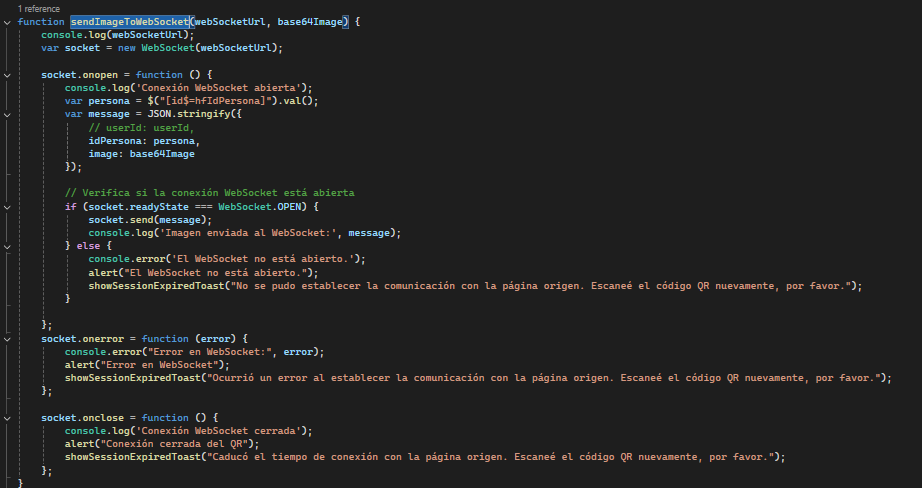 1 reference
function sendImageToWebSocket(webSocketUrl, base64Image) {
console.log(webSocketUrl);
var socket = new WebSocket(webSocketUrl);
socket.onopen = function () {
console.log('Conexión WebSocket abierta');
var persona = $("[id$=hfIdPersona]").val();
var message = JSON.stringify({
// userId: userId,
idPersona: persona,
image: base64Image
});
// Verifica si la conexión WebSocket está abierta
if (socket.readyState === WebSocket.OPEN) {
socket.send(message);
console.log('Imagen enviada al WebSocket:', message);
} else {
console.error('El WebSocket no está abierto.');
alert("El WebSocket no está abierto.");
showSessionExpiredToast("No se pudo establecer la comunicación con la página origen. Escaneé el código QR nuevamente, por favor.");
}
};
socket.onerror = function (error) {
console.error("Error en WebSocket:", error);
alert("Error en WebSocket");
showSessionExpiredToast("Ocurrió un error al establecer la comunicación con la página origen. Escaneé el código QR nuevamente, por favor.");
};
socket.onclose = function () {
console.log('Conexión WebSocket cerrada');
alert("Conexión cerrada del QR");
showSessionExpiredToast("Caducó el tiempo de conexión con la página origen. Escaneé el código QR nuevamente, por favor.");
};
}